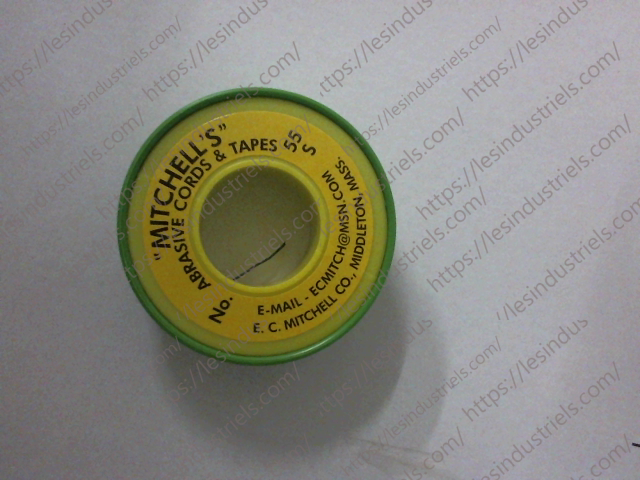 "MITCHELL'S"
ABRASIVE CORDS & TAPES
No.
55
S
E-MAIL - ECMITCH@MSN.COM
E. C. MITCHELL CO., MIDDLETON, MASS.
https://lesindustriels.com/